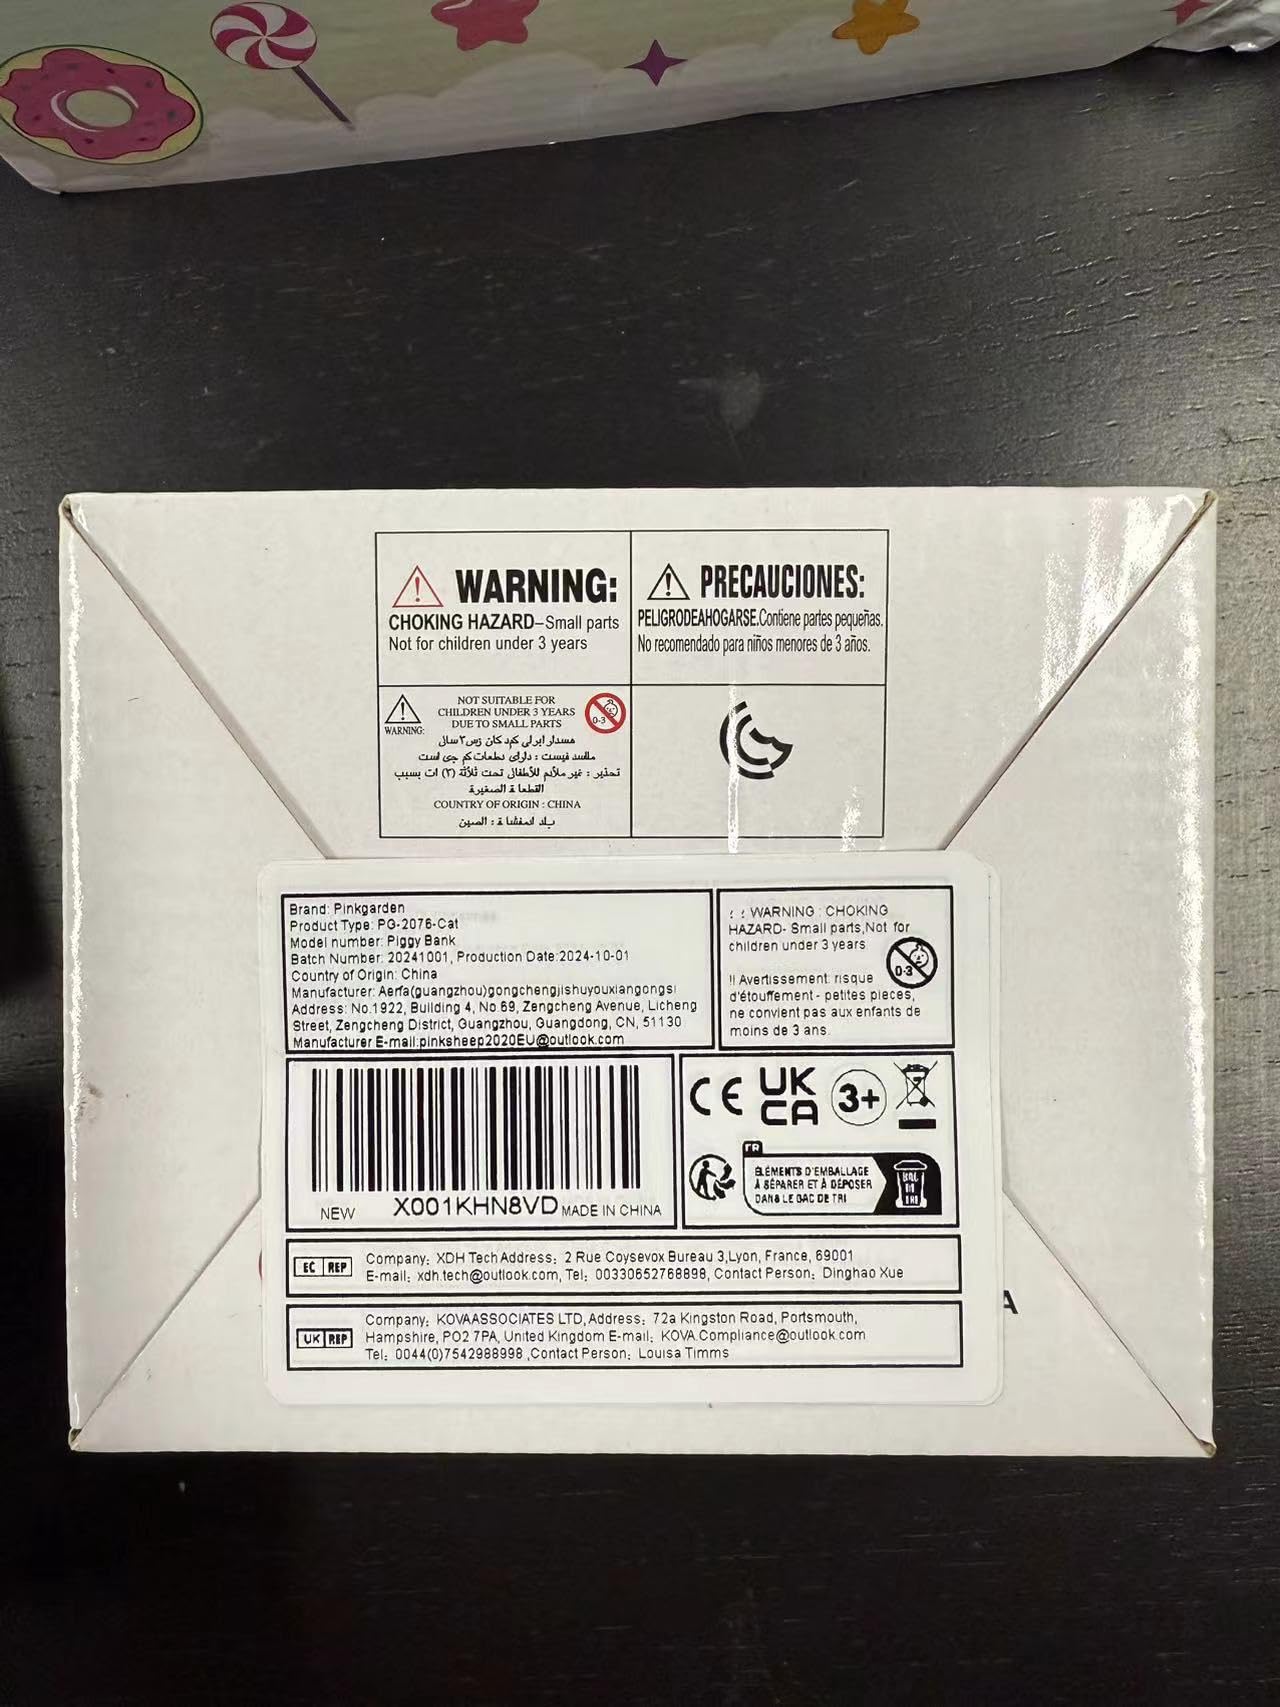 WARNING:
CHOKING HAZARD–Small parts
Not for children under 3 years
PRECAUCIONES:
PELIGRODEAHOGARSE.Contiene partes pequeñas.
No recomendado para niños menores de 3 años.
WARNING:
NOT SUITABLE FOR
CHILDREN UNDER 3 YEARS
DUE TO SMALL PARTS
0-3
تحذير : غير ملائم للأطفال تحت ثلاثة (٣) ات بسبب
COUNTRY OF ORIGIN : CHINA
Brand: Pinkgarden
Product Type: PG-2076-Cat
Model number: Piggy Bank
Batch Number: 20241001, Production Date:2024-10-01
Country of Origin: China
Manufacturer: Aerfa(guangzhou)gongchengjishuyouxiangongsi
Address: No.1922, Building 4, No.69, Zengcheng Avenue, Licheng
Street, Zengcheng District, Guangzhou, Guangdong, CN, 51130
Manufacturer E-mail:pinksheep2020EU@outlook.com
!! WARNING : CHOKING
HAZARD- Small parts,Not for
children under 3 years
0-3
!! Avertissement: risque
d'étouffement - petites pieces,
ne convient pas aux enfants de
moins de 3 ans.
X001KHN8VD
NEW
MADE IN CHINA
CE
UK
CA
3+
FR
ÉLÉMENTS D'EMBALLAGE
À SÉPARER ET À DÉPOSER
DANS LE BAC DE TRI
BAC
EC REP
Company: XDH Tech Address: 2 Rue Coysevox Bureau 3,Lyon, France, 69001
E-mail: xdh.tech@outlook.com, Tel: 00330652768898, Contact Person: Dinghao Xue
UK REP
Company: KOVAASSOCIATES LTD, Address: 72a Kingston Road, Portsmouth,
Hampshire, PO2 7PA, United Kingdom E-mail: KOVA.Compliance@outlook.com
Tel: 0044(0)7542988998 ,Contact Person: Louisa Timms
A